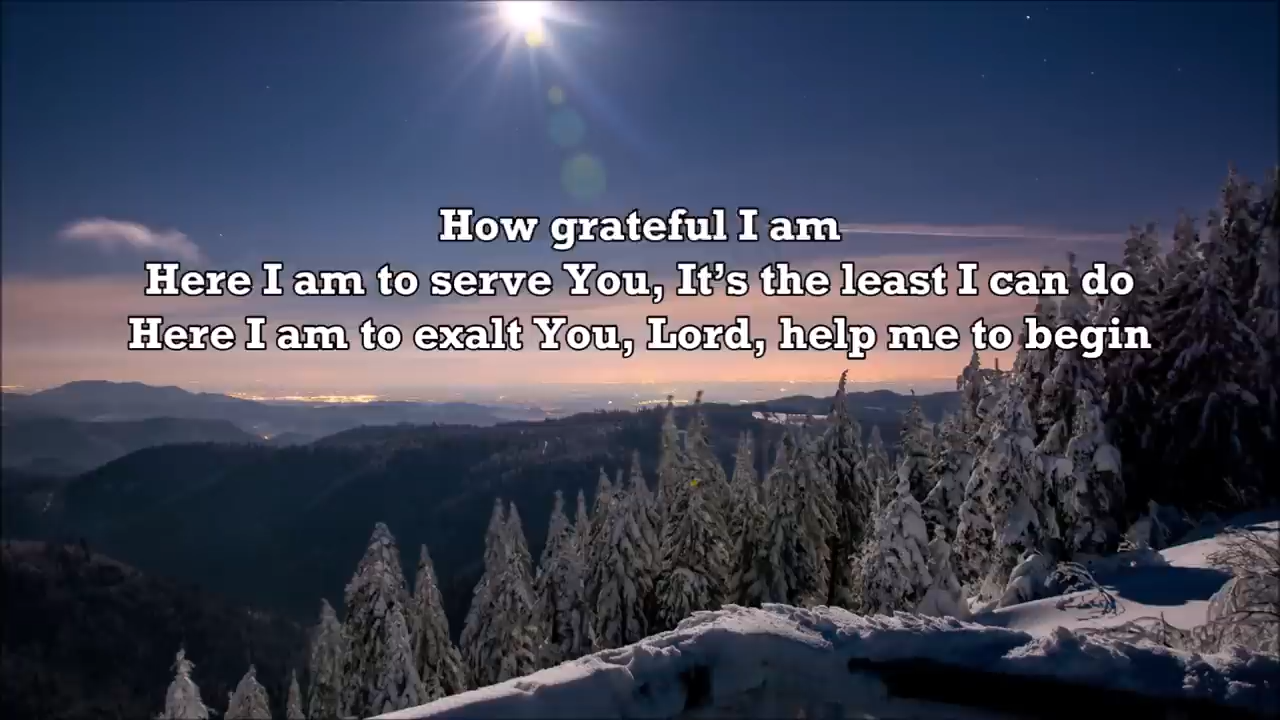 How grateful I am
Here I am to serve You, It’s the least I can do
Here I am to exalt You, Lord, help me to begin